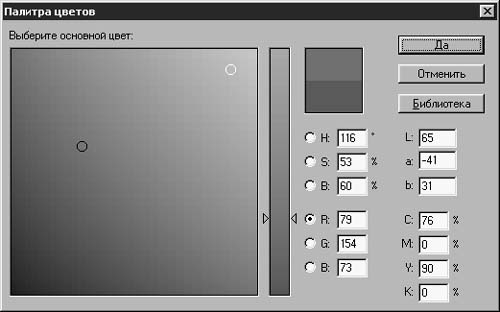 Палитра цветов
Выберите основной цвет:
Да
Отменить
Библиотека
H: 116 °
S: 53 %
B: 60 %
R: 79
G: 154
B: 73
L: 65
a: -41
b: 31
C: 76 %
M: 0 %
Y: 90 %
K: 0 %